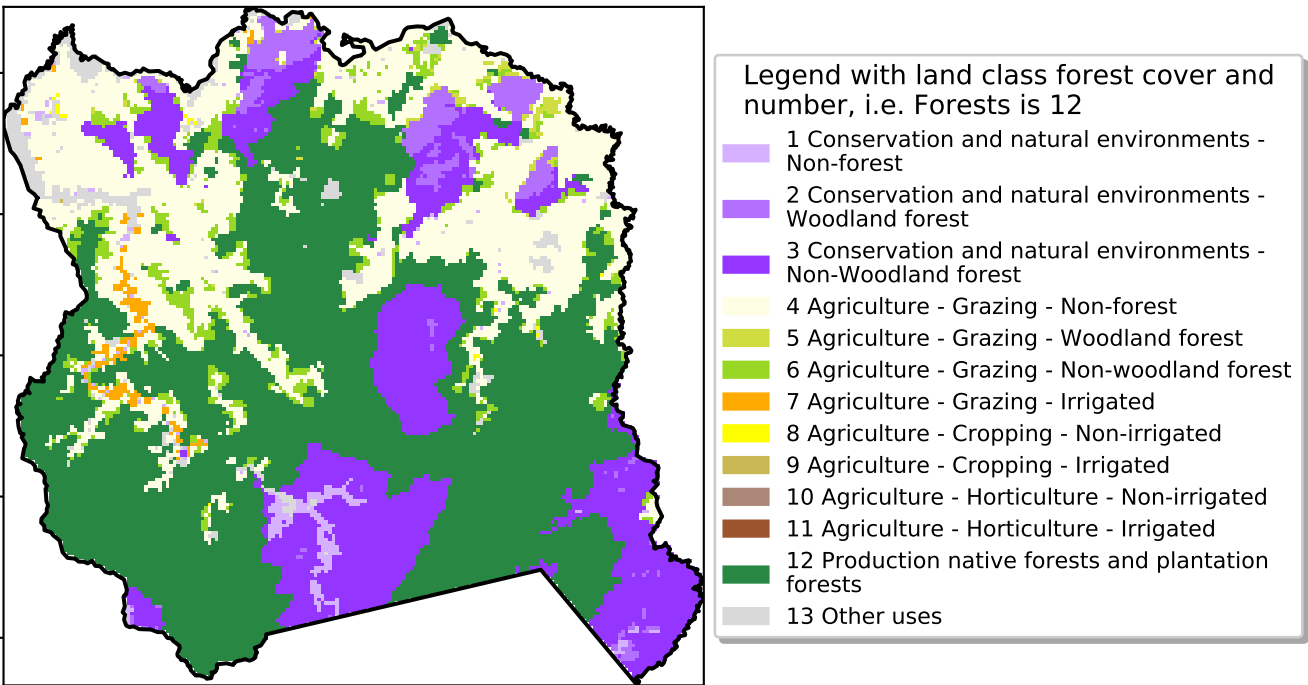 Legend with land class forest cover and
number, i.e. Forests is 12
1 Conservation and natural environments -
Non-forest
2 Conservation and natural environments -
Woodland forest
3 Conservation and natural environments -
Non-Woodland forest
4 Agriculture - Grazing - Non-forest
5 Agriculture - Grazing - Woodland forest
6 Agriculture - Grazing - Non-woodland forest
7 Agriculture - Grazing - Irrigated
8 Agriculture - Cropping - Non-irrigated
9 Agriculture - Cropping - Irrigated
10 Agriculture - Horticulture - Non-irrigated
11 Agriculture - Horticulture - Irrigated
12 Production native forests and plantation
forests
13 Other uses